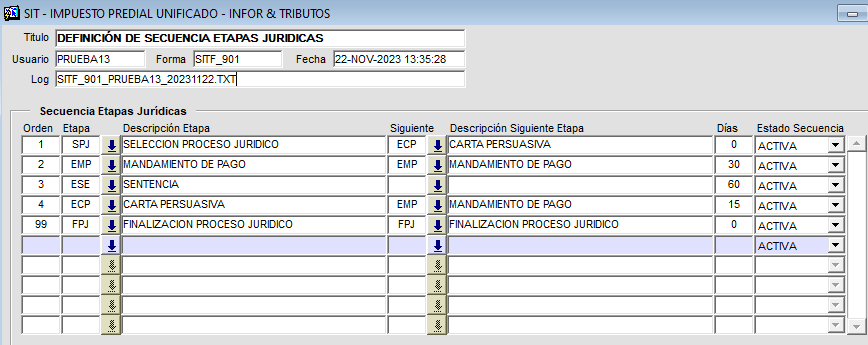 SIT - IMPUESTO PREDIAL UNIFICADO - INFOR & TRIBUTOS
Titulo DEFINICIÓN DE SECUENCIA ETAPAS JURIDICAS
Usuario PRUEBA13 Forma SITF_901 Fecha 22-NOV-2023 13:35:28
Log SITF_901_PRUEBA13_20231122.TXT
Secuencia Etapas Jurídicas
Orden Etapa Descripción Etapa Siguiente Descripción Siguiente Etapa Días Estado Secuencia
1 SPJ SELECCION PROCESO JURIDICO ECP CARTA PERSUASIVA 0 ACTIVA
2 EMP MANDAMIENTO DE PAGO EMP MANDAMIENTO DE PAGO 30 ACTIVA
3 ESE SENTENCIA 60 ACTIVA
4 ECP CARTA PERSUASIVA EMP MANDAMIENTO DE PAGO 15 ACTIVA
99 FPJ FINALIZACION PROCESO JURIDICO FPJ FINALIZACION PROCESO JURIDICO 0 ACTIVA
ACTIVA